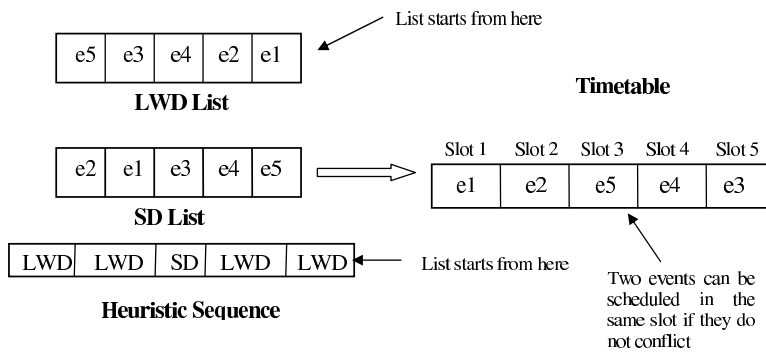 List starts from here
e5 e3 e4 e2 e1
LWD List
Timetable
e2 e1 e3 e4 e5
SD List
Slot 1 Slot 2 Slot 3 Slot 4 Slot 5
e1 e2 e5 e4 e3
LWD LWD SD LWD LWD
List starts from here
Heuristic Sequence
Two events can be
scheduled in the
same slot if they do
not conflict